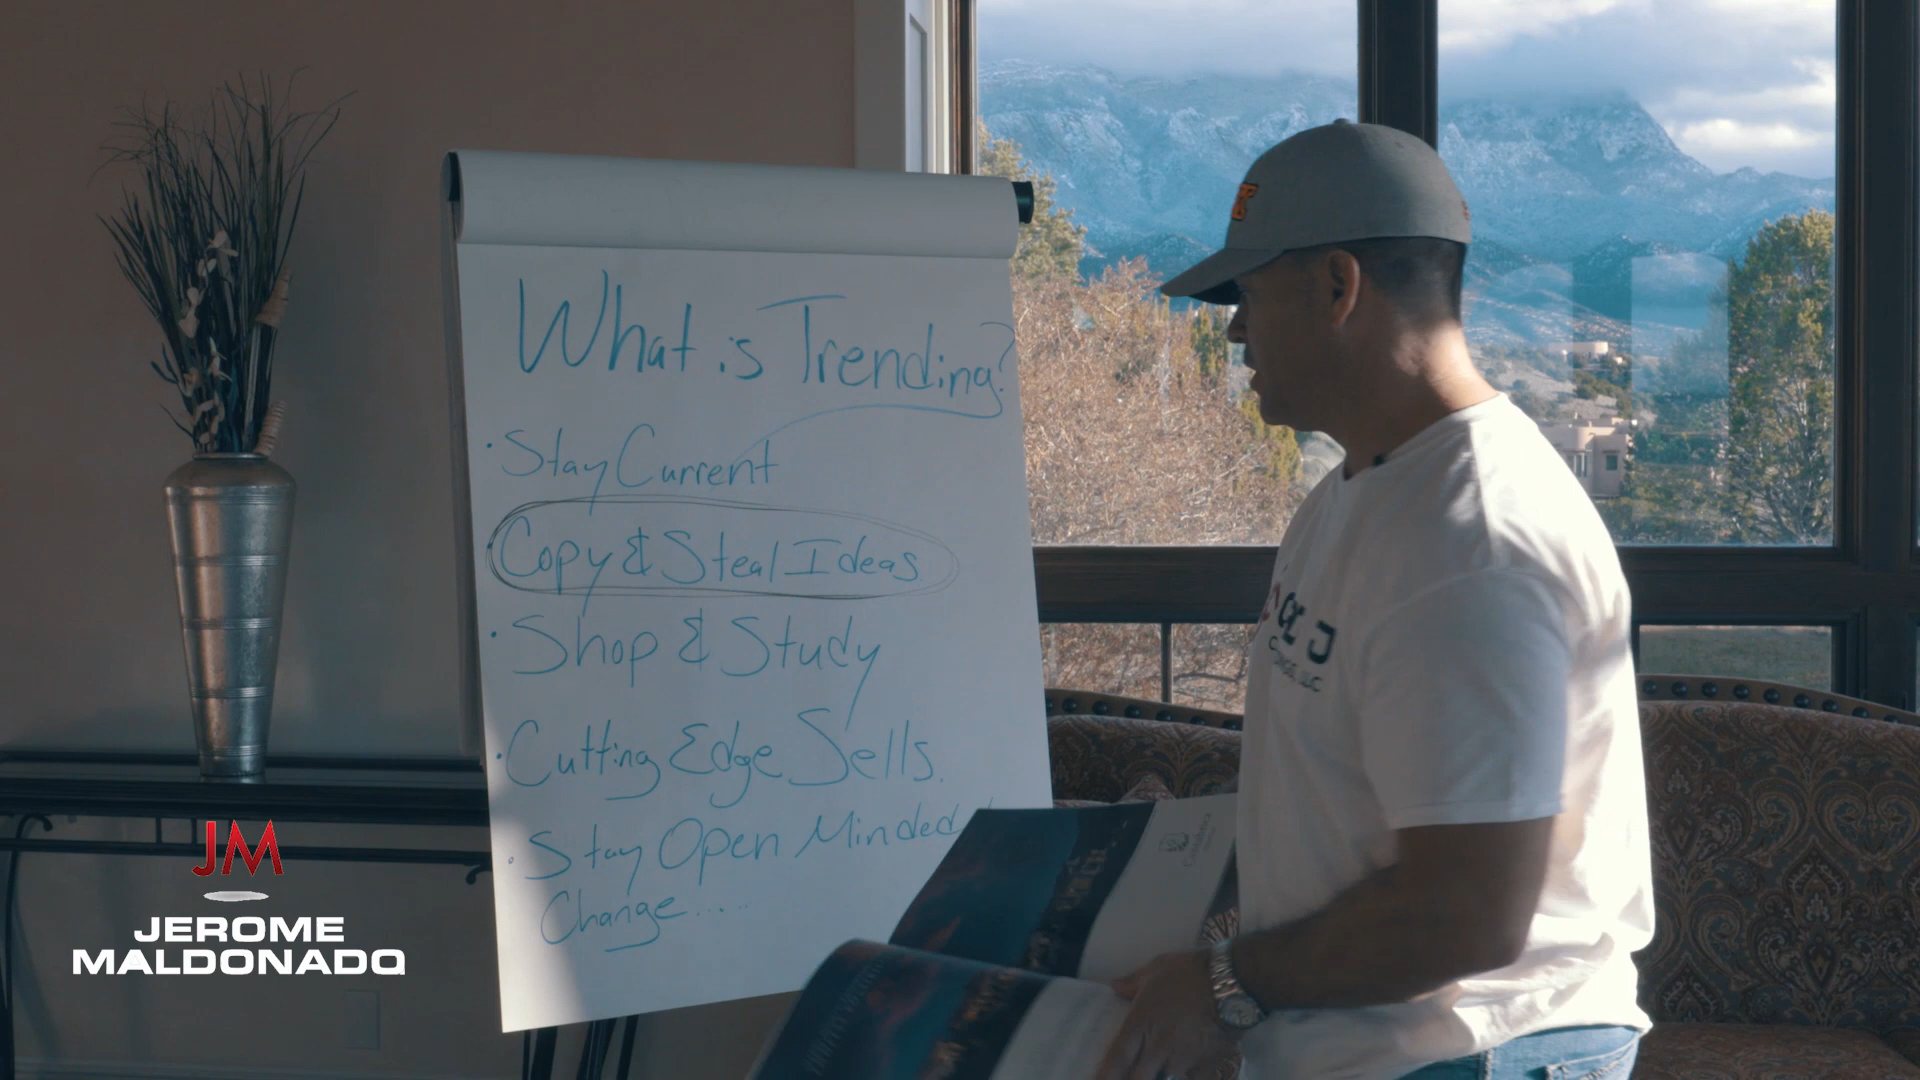 What is Trending?
· Stay Current
· Copy & Steal Ideas
· Shop & Study
· Cutting Edge Sells.
· Stay Open Minded
Change.....
JM
JEROME
MALDONADO